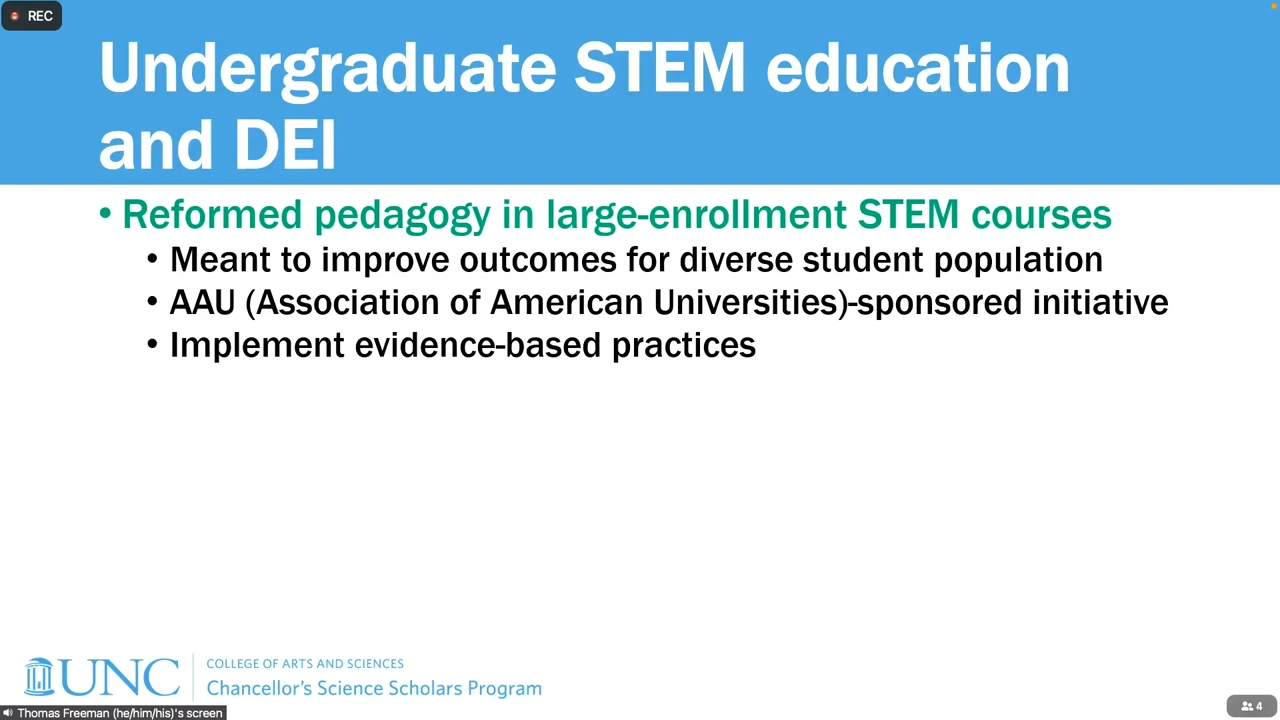 REC
Undergraduate STEM education
and DEI
• Reformed pedagogy in large-enrollment STEM courses
• Meant to improve outcomes for diverse student population
• AAU (Association of American Universities)-sponsored initiative
• Implement evidence-based practices
UNC
COLLEGE OF ARTS AND SCIENCES
Chancellor's Science Scholars Program
Thomas Freeman (he/him/his)'s screen
4